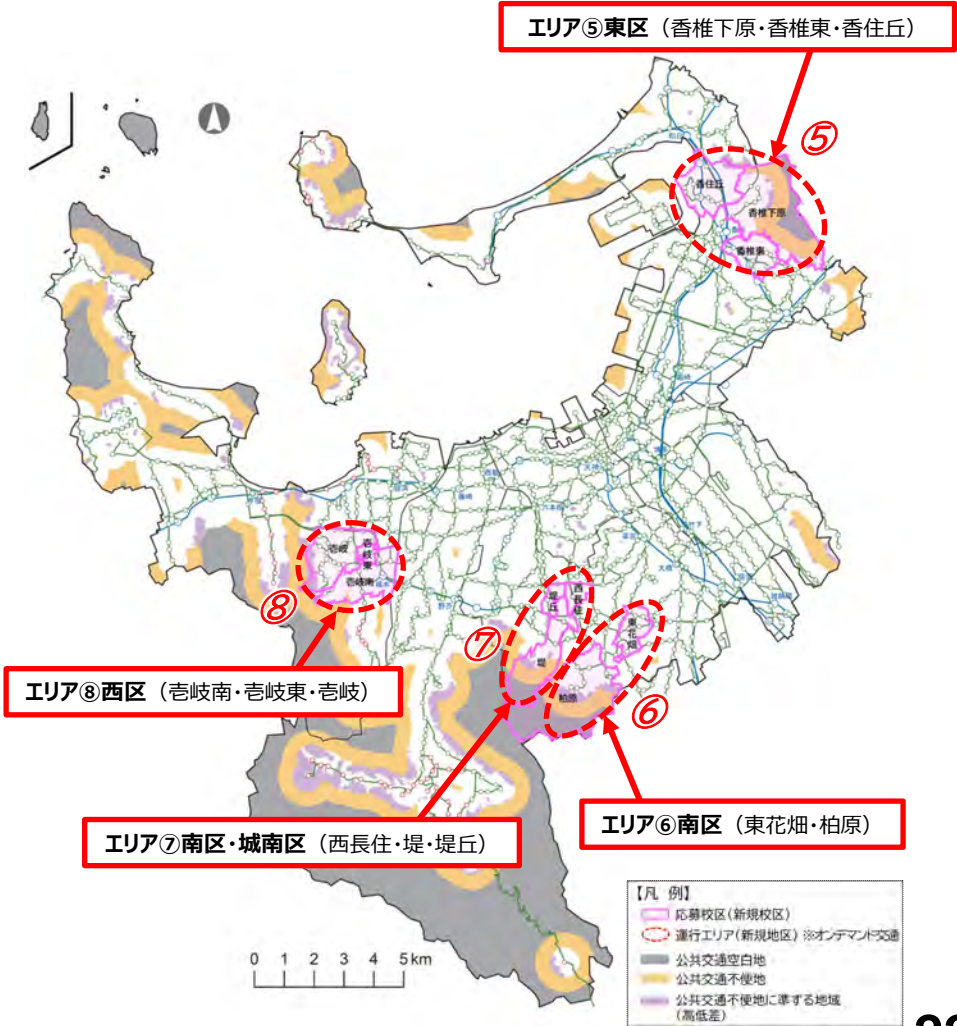 エリア⑤東区（香椎下原・香椎東・香住丘）
⑤
香住丘
香椎下原
香椎東
壱岐
壱岐東
壱岐南
⑧
エリア⑧西区（壱岐南・壱岐東・壱岐）
西長住
堤丘
堤
⑦
東花畑
柏原
⑥
エリア⑦南区・城南区（西長住・堤・堤丘）
エリア⑥南区（東花畑・柏原）
0 1 2 3 4 5km
【凡 例】
応募校区(新規校区)
運行エリア(新規地区) ※オンデマンド交通
公共交通空白地
公共交通不便地
公共交通不便地に準ずる地域
(高低差)